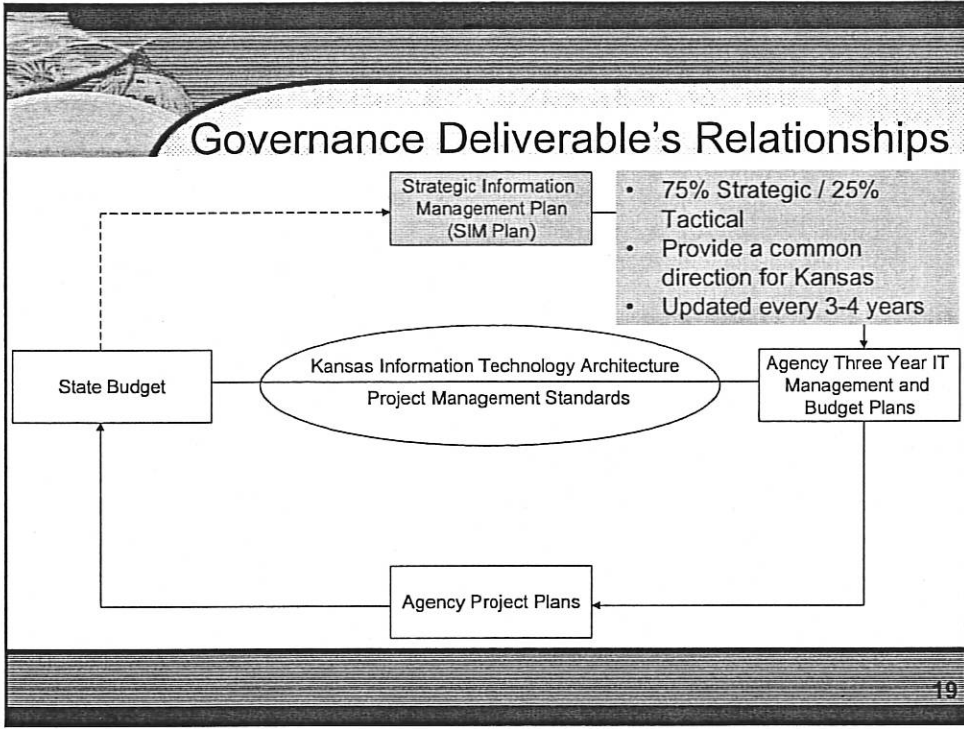 Governance Deliverable's Relationships
Strategic Information
Management Plan
(SIM Plan)
• 75% Strategic / 25%
Tactical
• Provide a common
direction for Kansas
• Updated every 3-4 years
State Budget
Kansas Information Technology Architecture
Project Management Standards
Agency Three Year IT
Management and
Budget Plans
Agency Project Plans
19